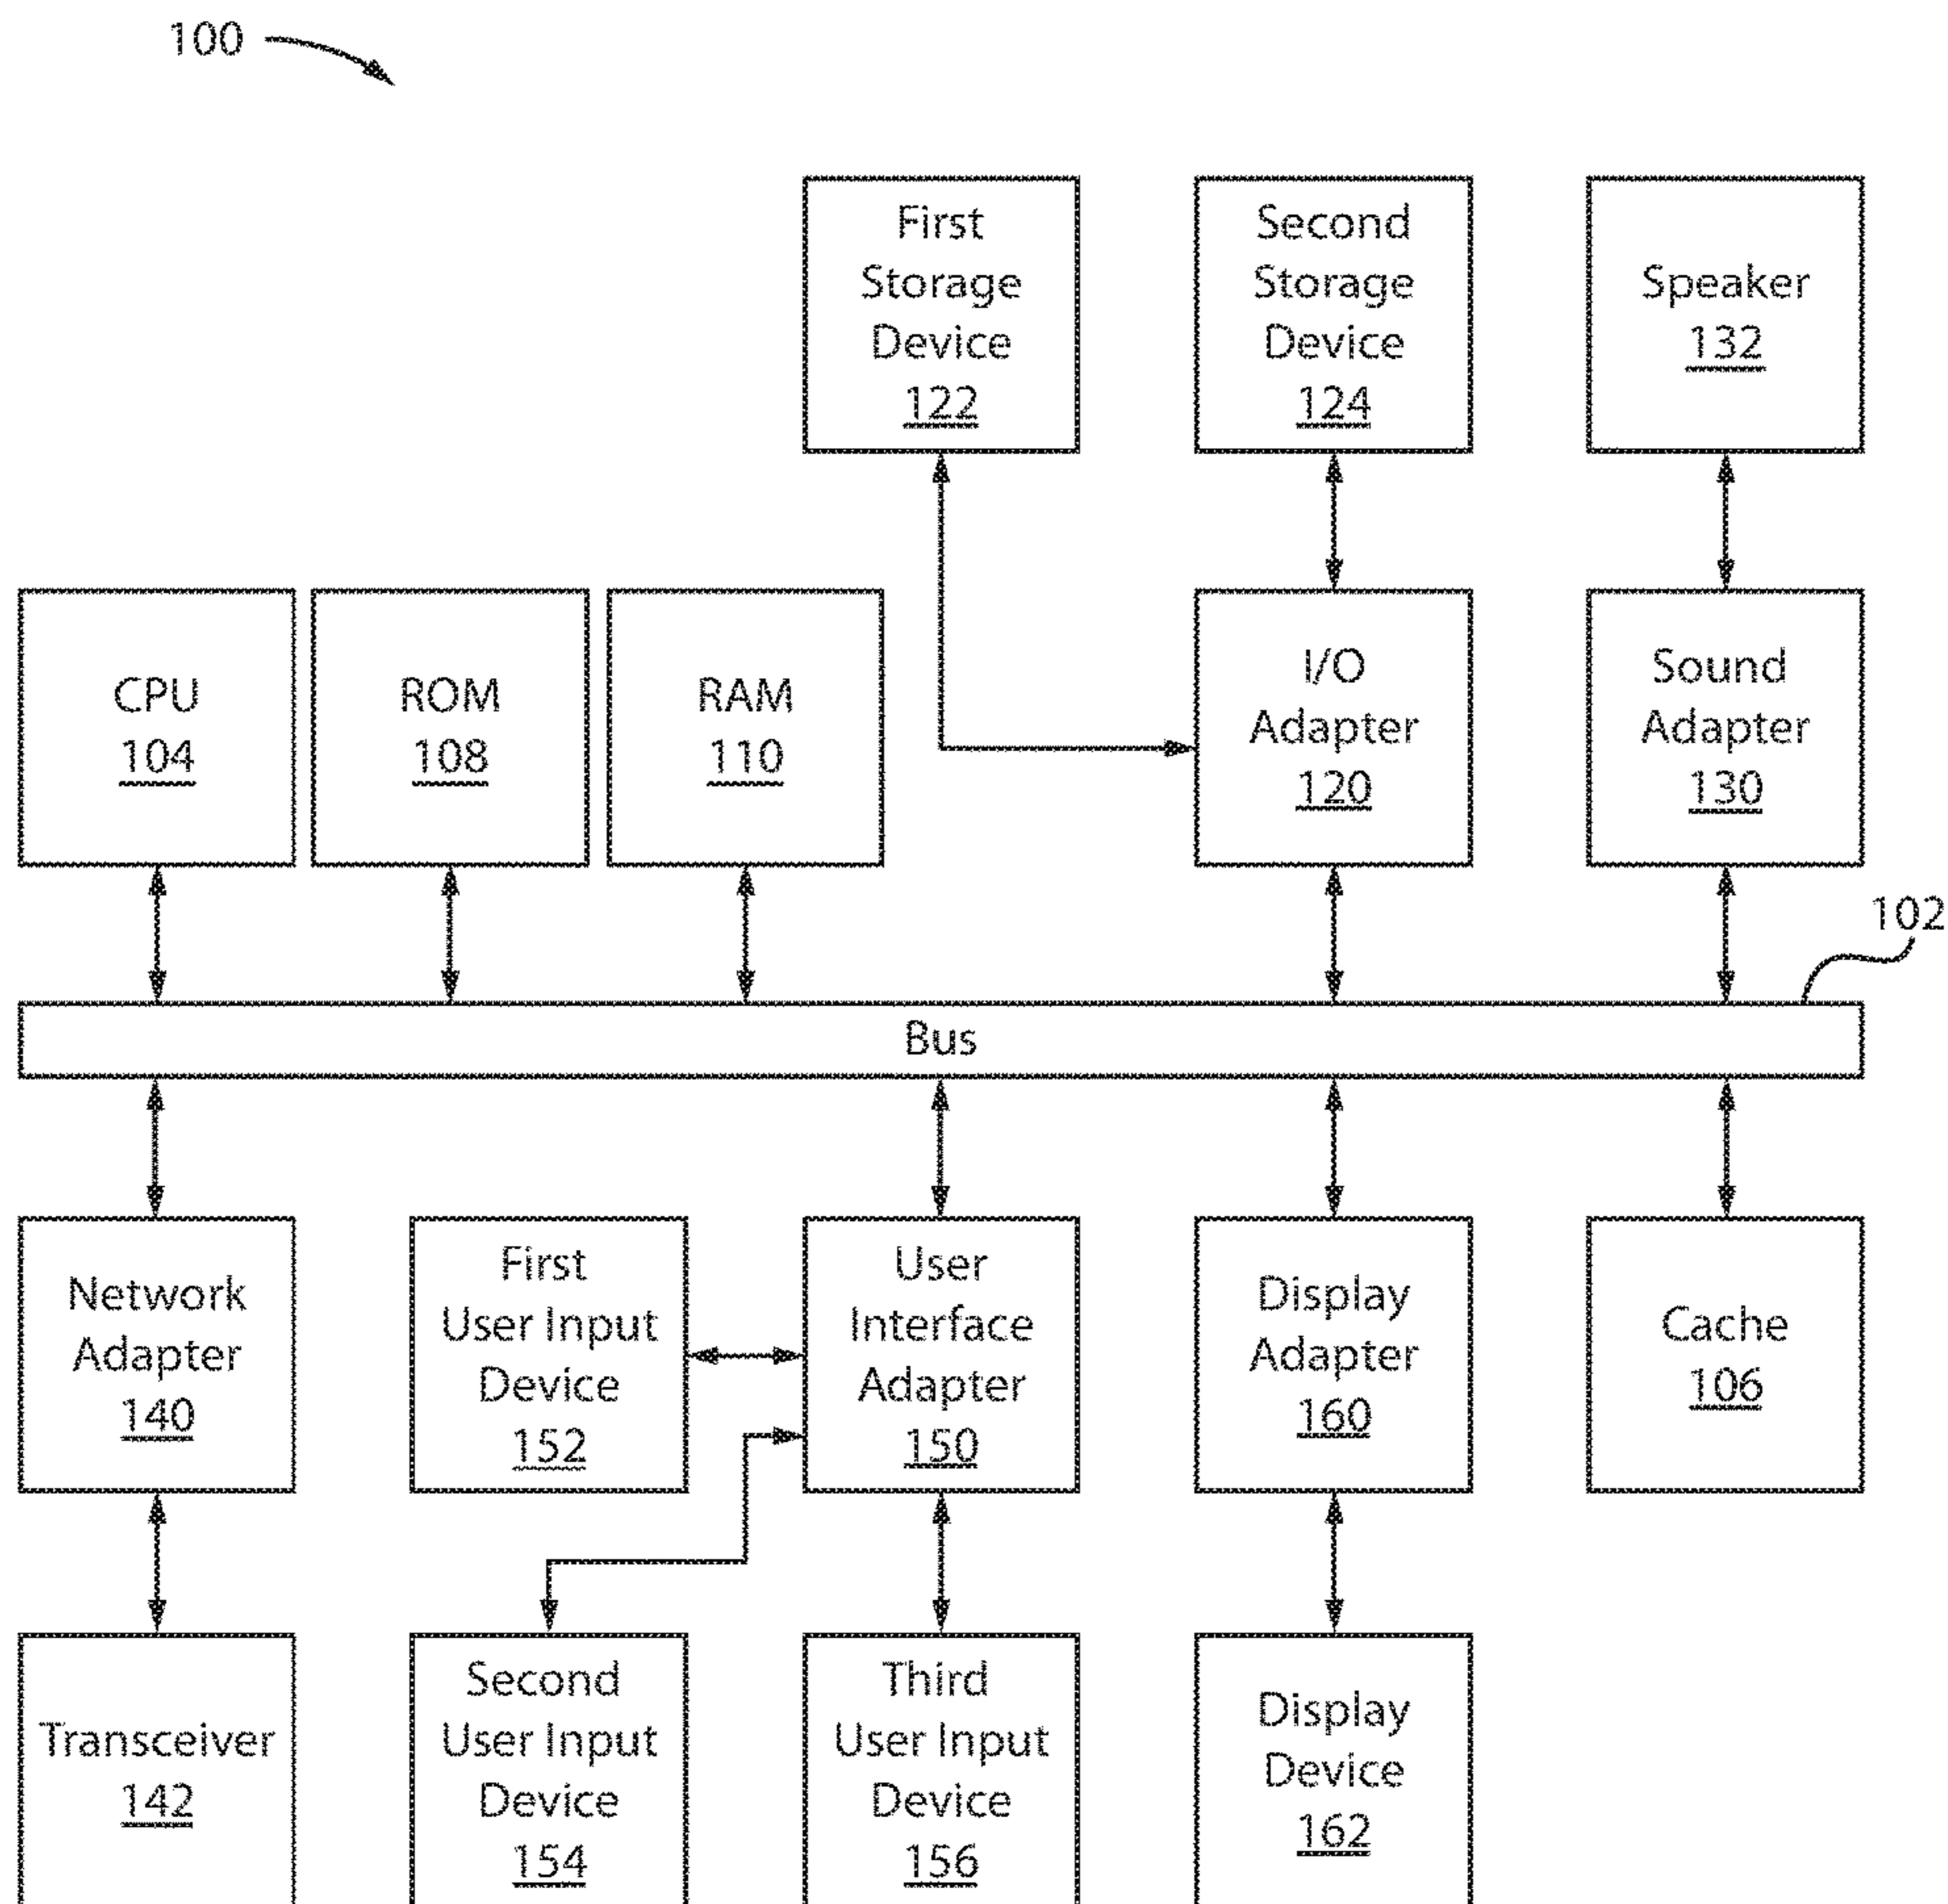 100
First
Storage
Device
122
Second
Storage
Device
124
Speaker
132
CPU
104
ROM
108
RAM
110
I/O
Adapter
120
Sound
Adapter
130
102
Bus
Network
Adapter
140
First
User Input
Device
152
User
Interface
Adapter
150
Display
Adapter
160
Cache
106
Transceiver
142
Second
User Input
Device
154
Third
User Input
Device
156
Display
Device
162